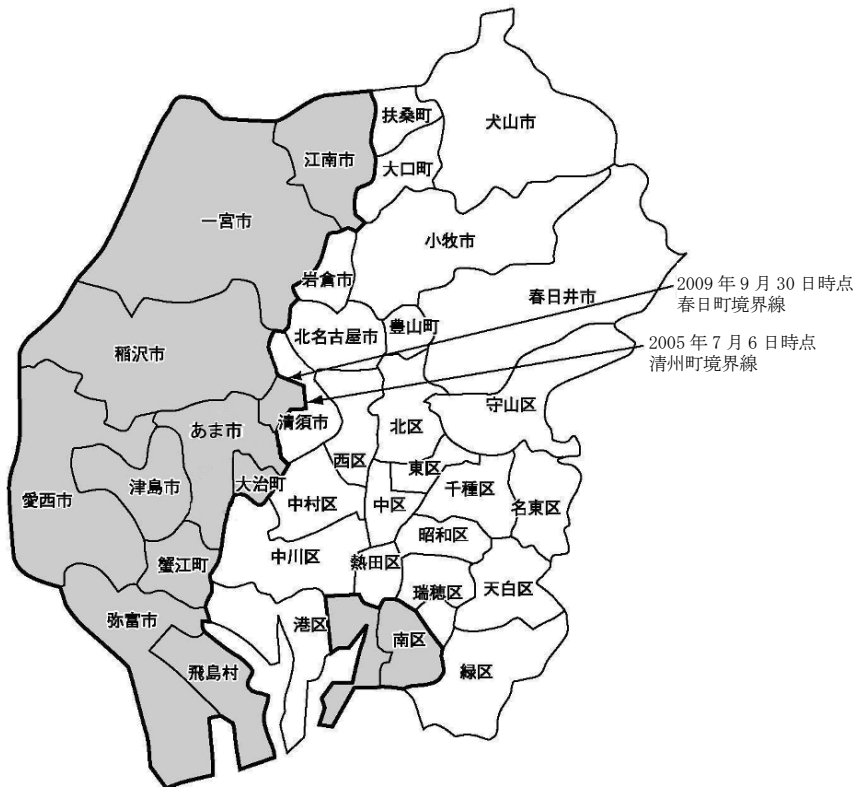 扶桑町
犬山市
江南市
大口町
一宮市
小牧市
岩倉市
2009年9月30日時点
春日町境界線
春日井市
北名古屋市
豊山町
稲沢市
2005年7月6日時点
清州町境界線
守山区
清須市
あま市
北区
西区
東区
大治町
千種区
愛西市
津島市
中村区
中区
名東区
昭和区
中川区
熱田区
蟹江町
瑞穂区
天白区
弥富市
港区
南区
飛島村
緑区